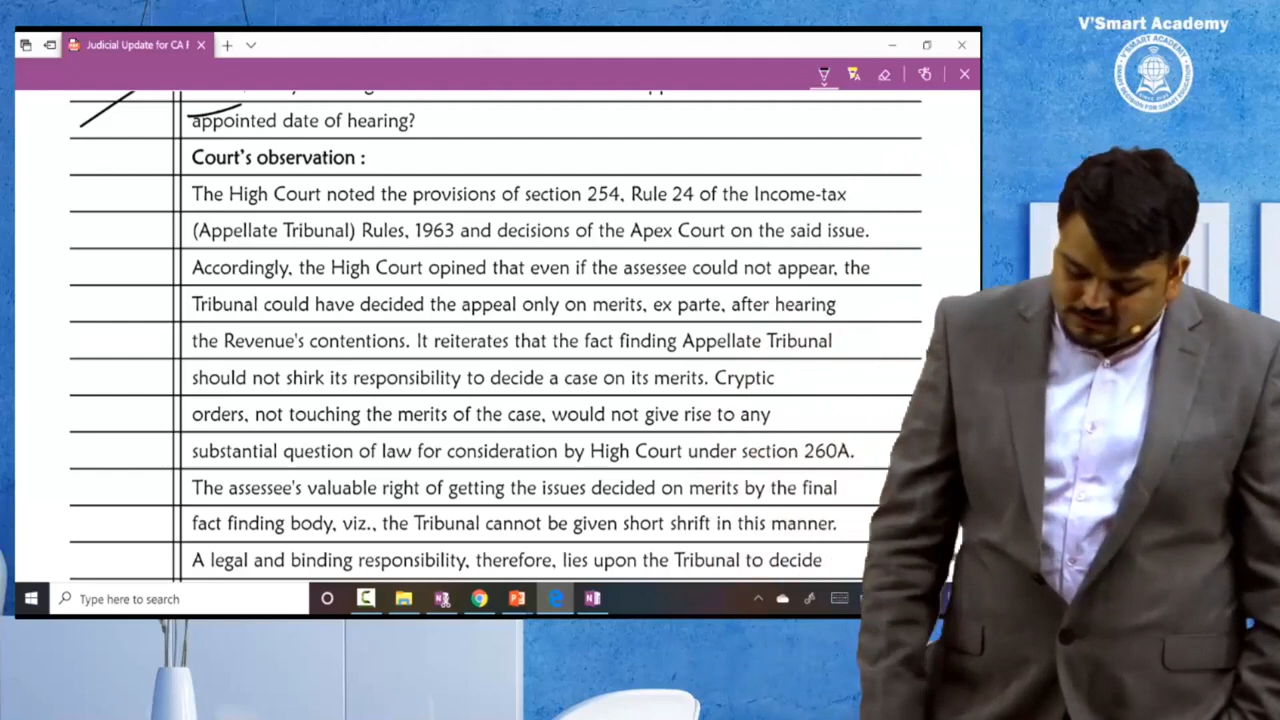 V'Smart Academy
Judicial Update for CA F
appointed date of hearing?
Court's observation :
The High Court noted the provisions of section 254, Rule 24 of the Income-tax
(Appellate Tribunal) Rules, 1963 and decisions of the Apex Court on the said issue.
Accordingly, the High Court opined that even if the assessee could not appear, the
Tribunal could have decided the appeal only on merits, ex parte, after hearing
the Revenue's contentions. It reiterates that the fact finding Appellate Tribunal
should not shirk its responsibility to decide a case on its merits. Cryptic
orders, not touching the merits of the case, would not give rise to any
substantial question of law for consideration by High Court under section 260A.
The assessee's valuable right of getting the issues decided on merits by the final
fact finding body, viz., the Tribunal cannot be given short shrift in this manner.
A legal and binding responsibility, therefore, lies upon the Tribunal to decide
Type here to search